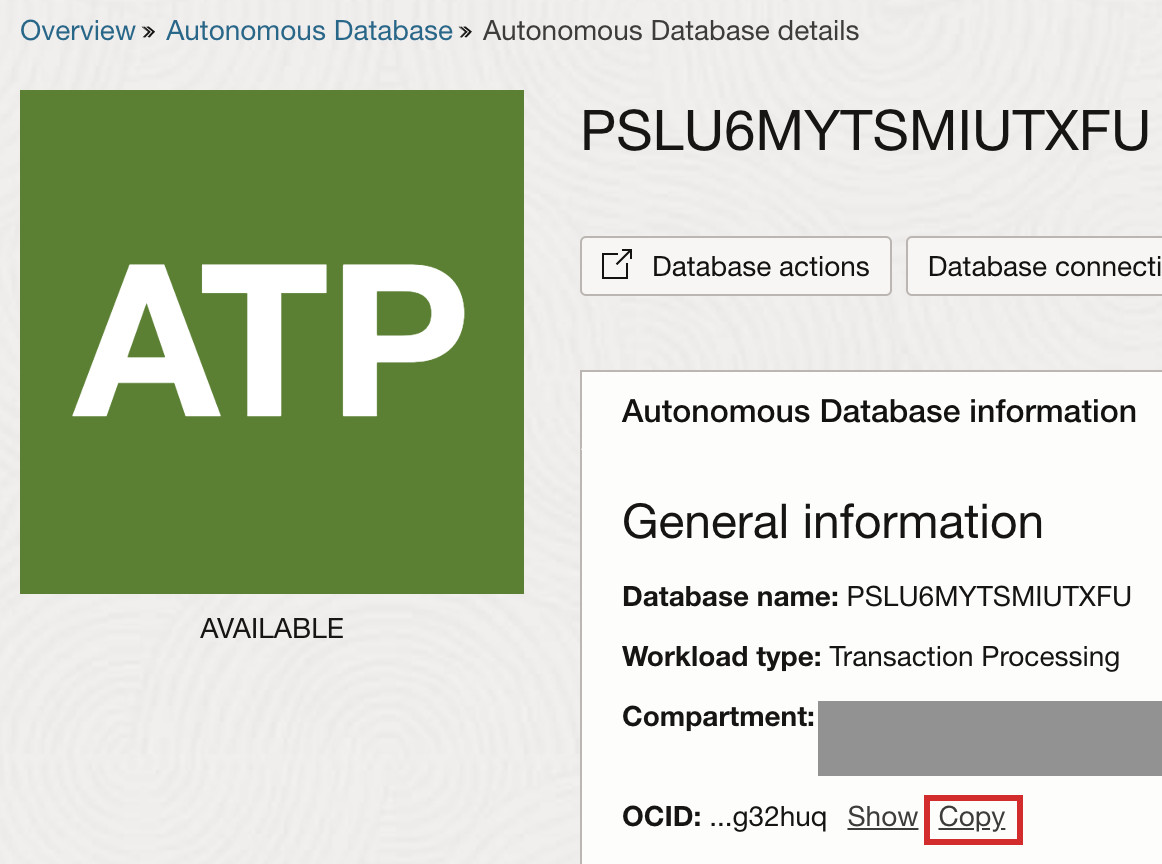 Overview » Autonomous Database » Autonomous Database details
ATP
AVAILABLE
PSLU6MYTSMIUTXFU
Database actions
Database connecti
Autonomous Database information
General information
Database name: PSLU6MYTSMIUTXFU
Workload type: Transaction Processing
Compartment:
OCID: ...g32huq Show Copy